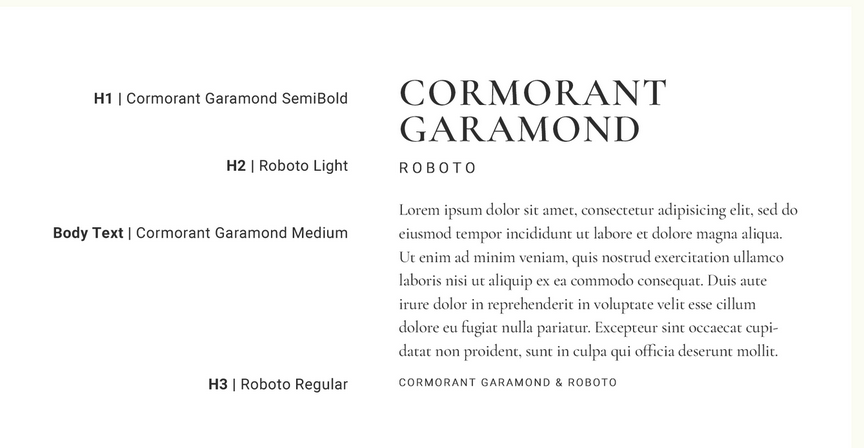 H1 | Cormorant Garamond SemiBold
CORMORANT
GARAMOND
H2 | Roboto Light
ROBOTO
Body Text | Cormorant Garamond Medium
Lorem ipsum dolor sit amet, consectetur adipisicing elit, sed do
eiusmod tempor incididunt ut labore et dolore magna aliqua.
Ut enim ad minim veniam, quis nostrud exercitation ullamco
laboris nisi ut aliquip ex ea commodo consequat. Duis aute
irure dolor in reprehenderit in voluptate velit esse cillum
dolore eu fugiat nulla pariatur. Excepteur sint occaecat cupi-
datat non proident, sunt in culpa qui officia deserunt mollit.
H3 | Roboto Regular
CORMORANT GARAMOND & ROBOTO